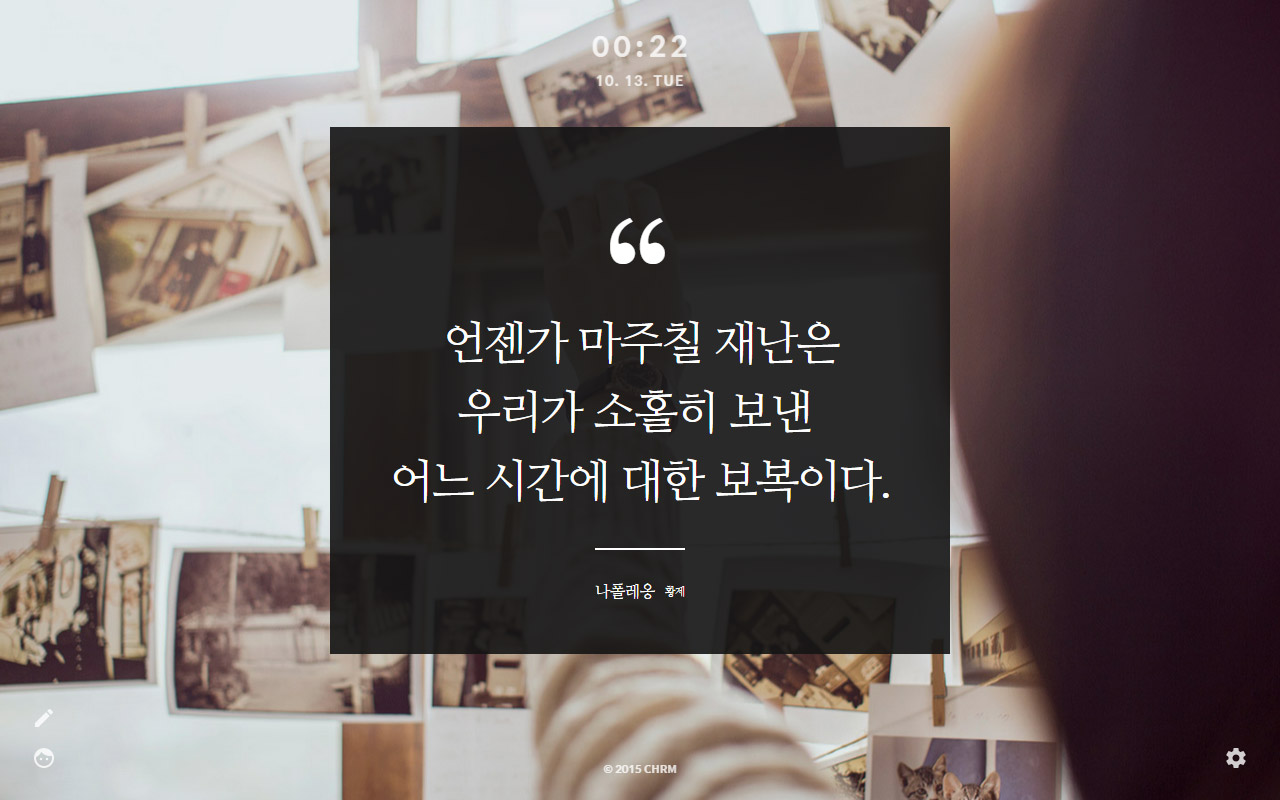 00:22
10. 13. TUE
“
언젠가 마주칠 재난은
우리가 소홀히 보낸
어느 시간에 대한 보복이다.
나폴레옹 황제
© 2015 CHRM